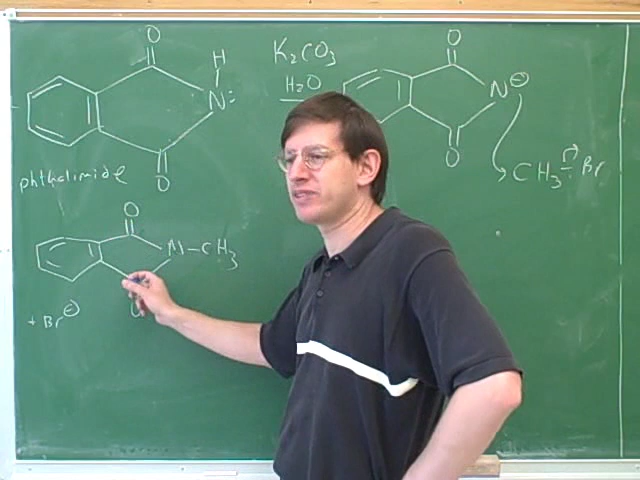 O
H
N:
O
phthalimide
K₂CO₃
H₂O
O
N⊖
O
CH₃ Br
O
N-CH₃
+ Br⊖